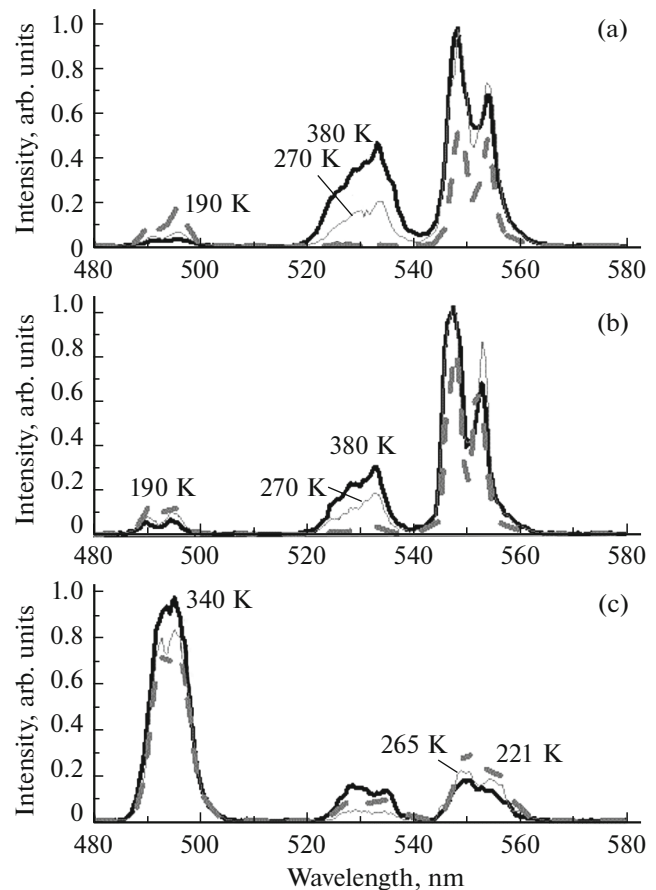 (a)
Intensity, arb. units
1.0
0.8
0.6
0.4
0.2
0
380 K
270 K
190 K
480 500 520 540 560 580
(b)
Intensity, arb. units
1.0
0.8
0.6
0.4
0.2
0
380 K
270 K
190 K
480 500 520 540 560 580
(c)
Intensity, arb. units
1.0
0.8
0.6
0.4
0.2
0
340 K
265 K
221 K
480 500 520 540 560 580
Wavelength, nm